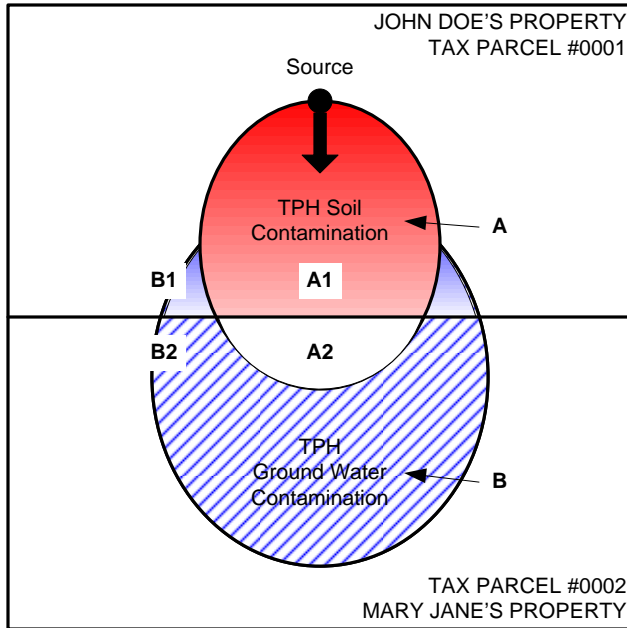 JOHN DOE'S PROPERTY
TAX PARCEL #0001
Source
TPH Soil
Contamination
A
B1
A1
B2
A2
TPH
Ground Water
Contamination
B
TAX PARCEL #0002
MARY JANE'S PROPERTY